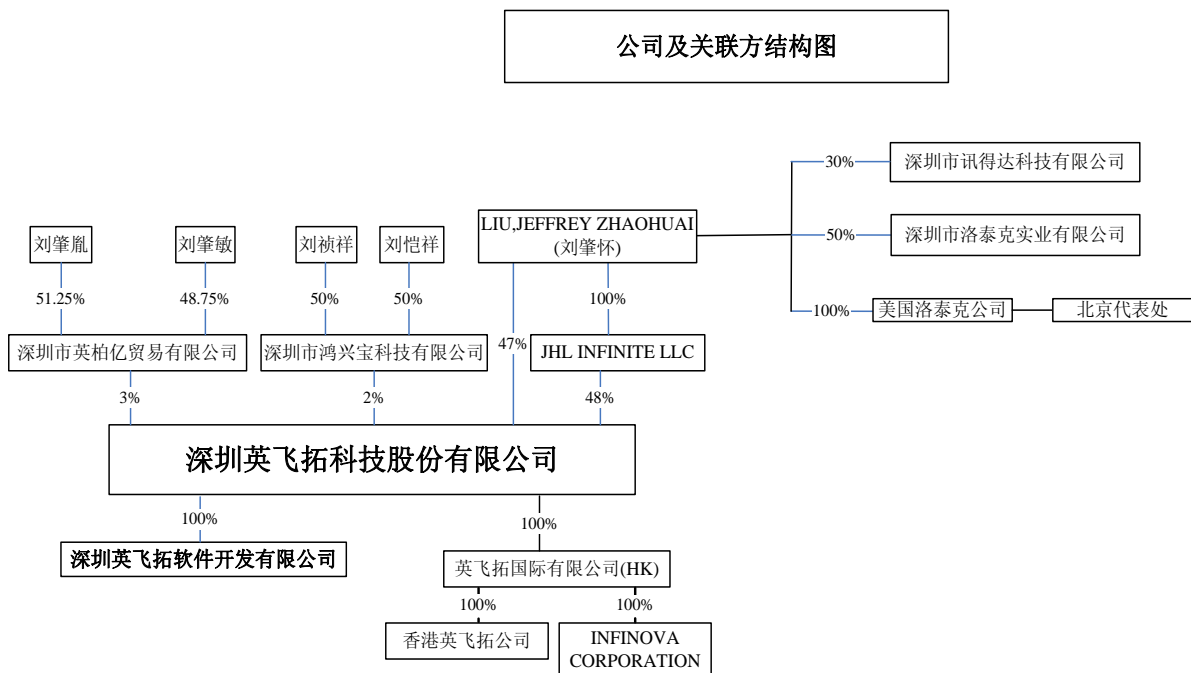 公司及关联方结构图
30%
深圳市讯得达科技有限公司
刘肇胤
刘肇敏
刘祯祥
刘恺祥
LIU,JEFFREY ZHAOHUAI
(刘肇怀)
50%
深圳市洛泰克实业有限公司
51.25%
48.75%
50%
50%
100%
100%
美国洛泰克公司
北京代表处
深圳市英柏亿贸易有限公司
深圳市鸿兴宝科技有限公司
47%
JHL INFINITE LLC
3%
2%
48%
深圳英飞拓科技股份有限公司
100%
100%
深圳英飞拓软件开发有限公司
英飞拓国际有限公司(HK)
100%
100%
香港英飞拓公司
INFINOVA
CORPORATION